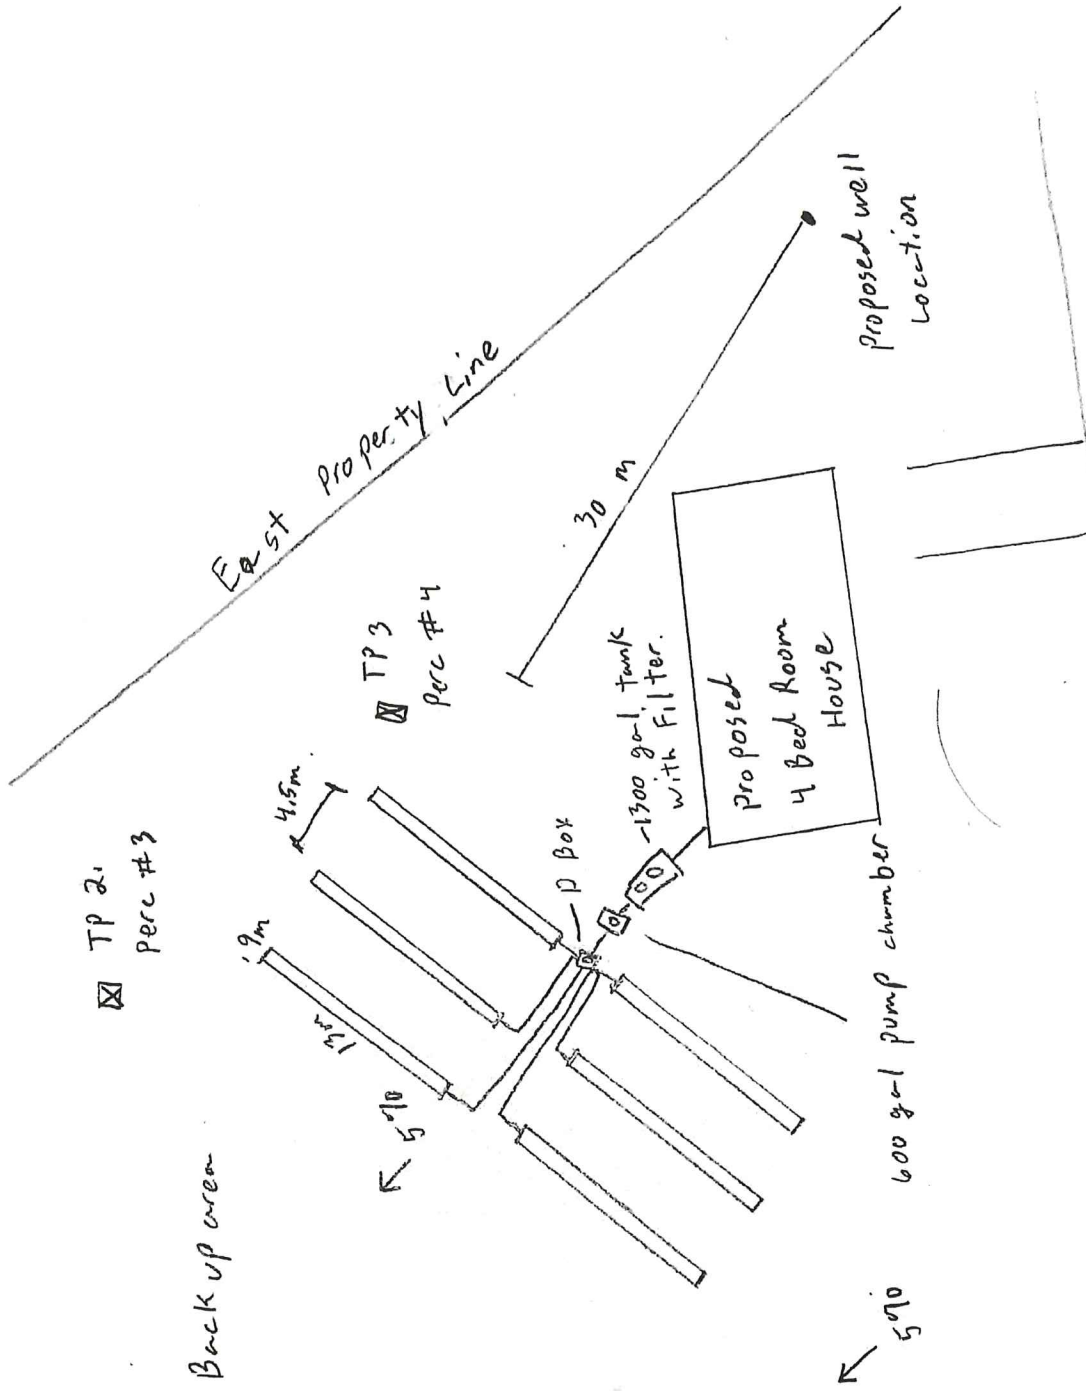 East Property Line
TP 2.
Perc #3
TP 3
Perc #4
4.5m.
.9m
13m
30 m
Back up area
5%
D Box
-1300 gal, tank
with Filter.
Proposed
4 Bed Room
House
Proposed well
Location
600 gal pump chamber
5%